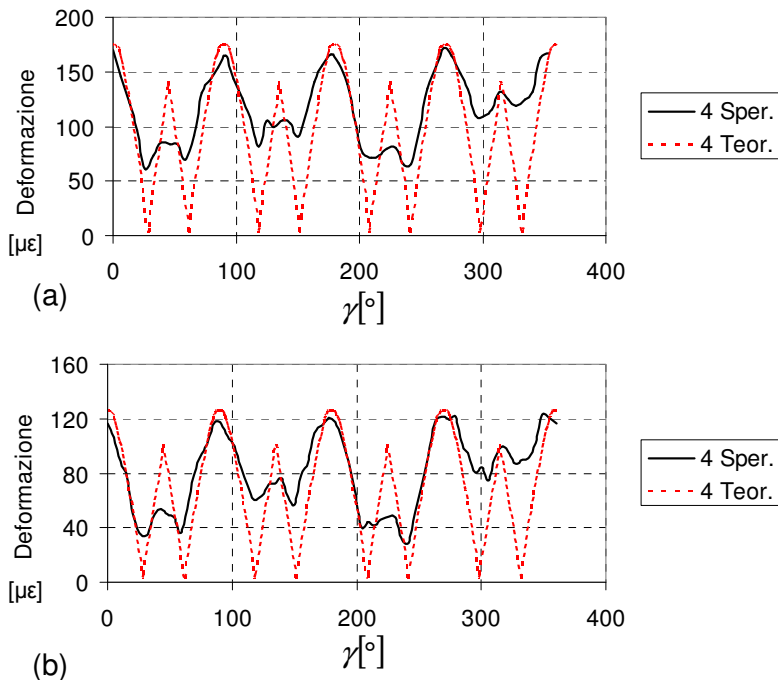 200
150
100
50
0
Deformazione
[µε]
0 100 200 300 400
γ[°]
(a)
4 Sper.
4 Teor.
160
120
80
40
0
Deformazione
[µε]
0 100 200 300 400
γ[°]
(b)
4 Sper.
4 Teor.